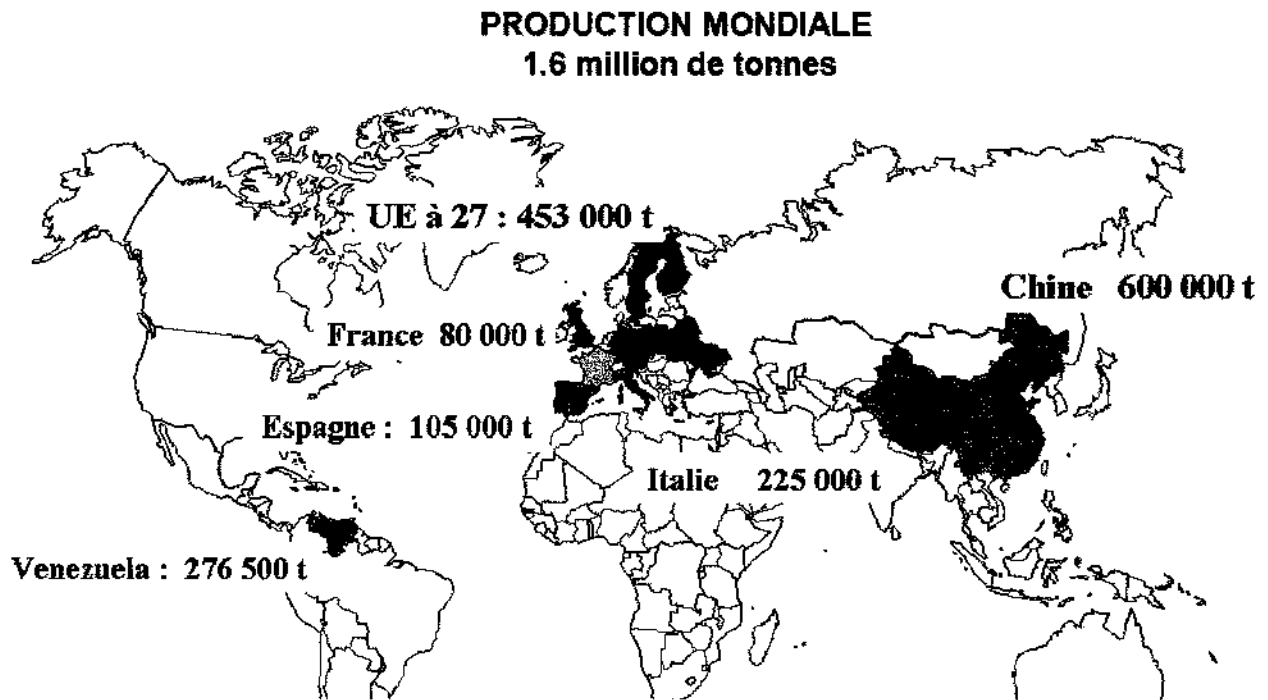 PRODUCTION MONDIALE
1.6 million de tonnes
UE à 27 : 453 000 t
Chine 600 000 t
France 80 000 t
Espagne : 105 000 t
Italie 225 000 t
Venezuela : 276 500 t